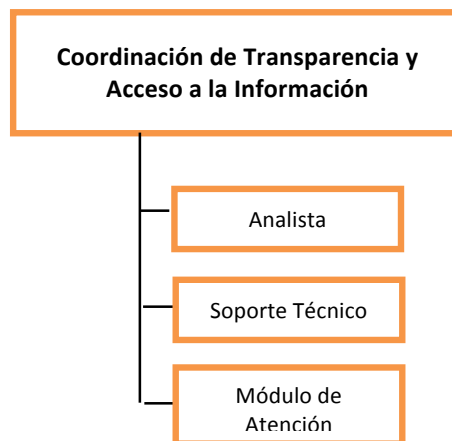 Coordinación de Transparencia y
Acceso a la Información
Analista
Soporte Técnico
Módulo de
Atención